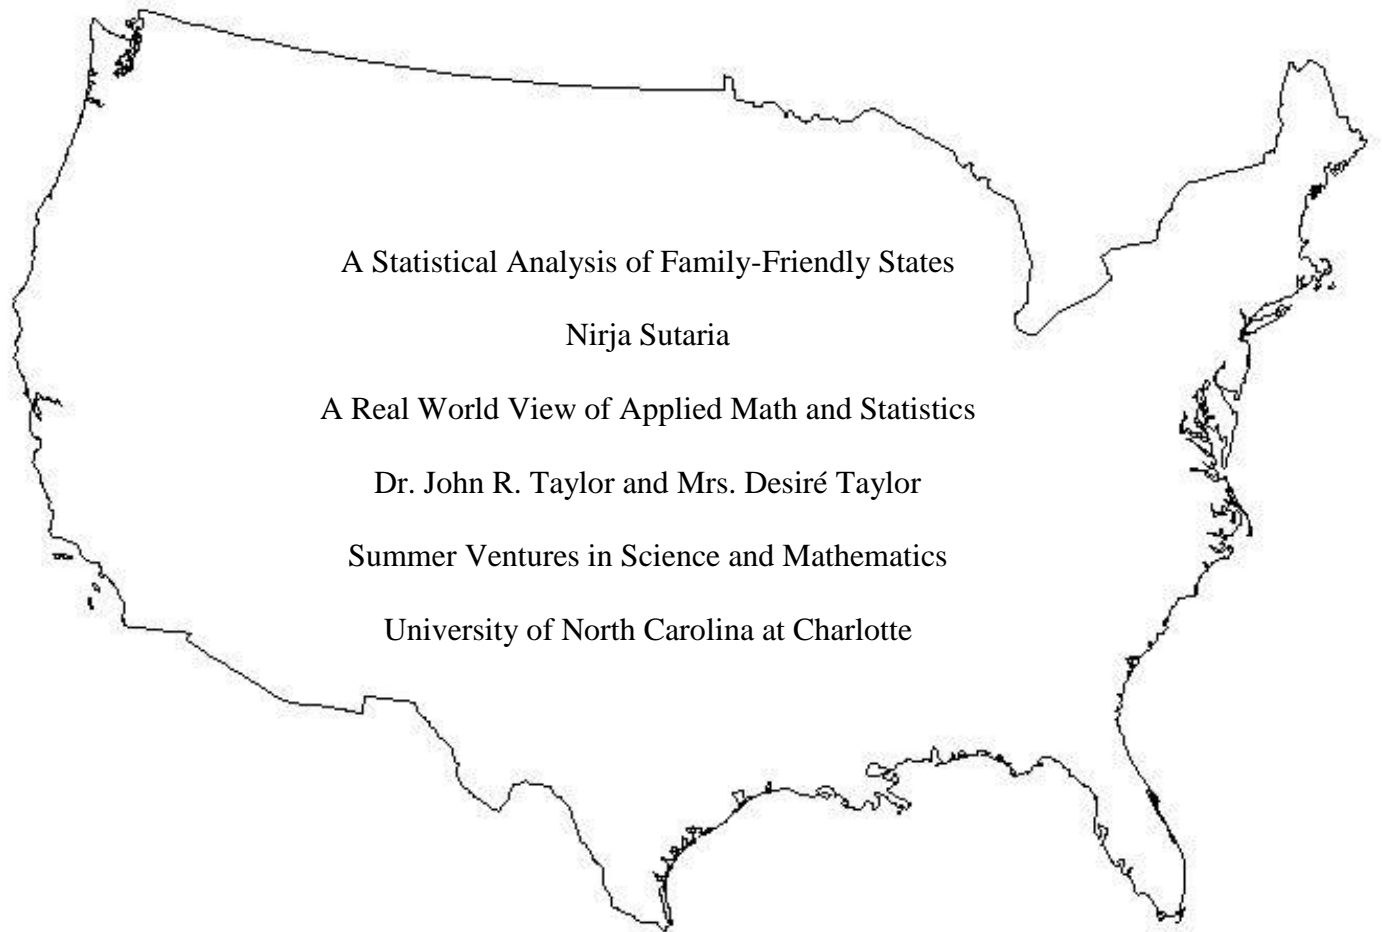 A Statistical Analysis of Family-Friendly States
Nirja Sutaria
A Real World View of Applied Math and Statistics
Dr. John R. Taylor and Mrs. Desiré Taylor
Summer Ventures in Science and Mathematics
University of North Carolina at Charlotte